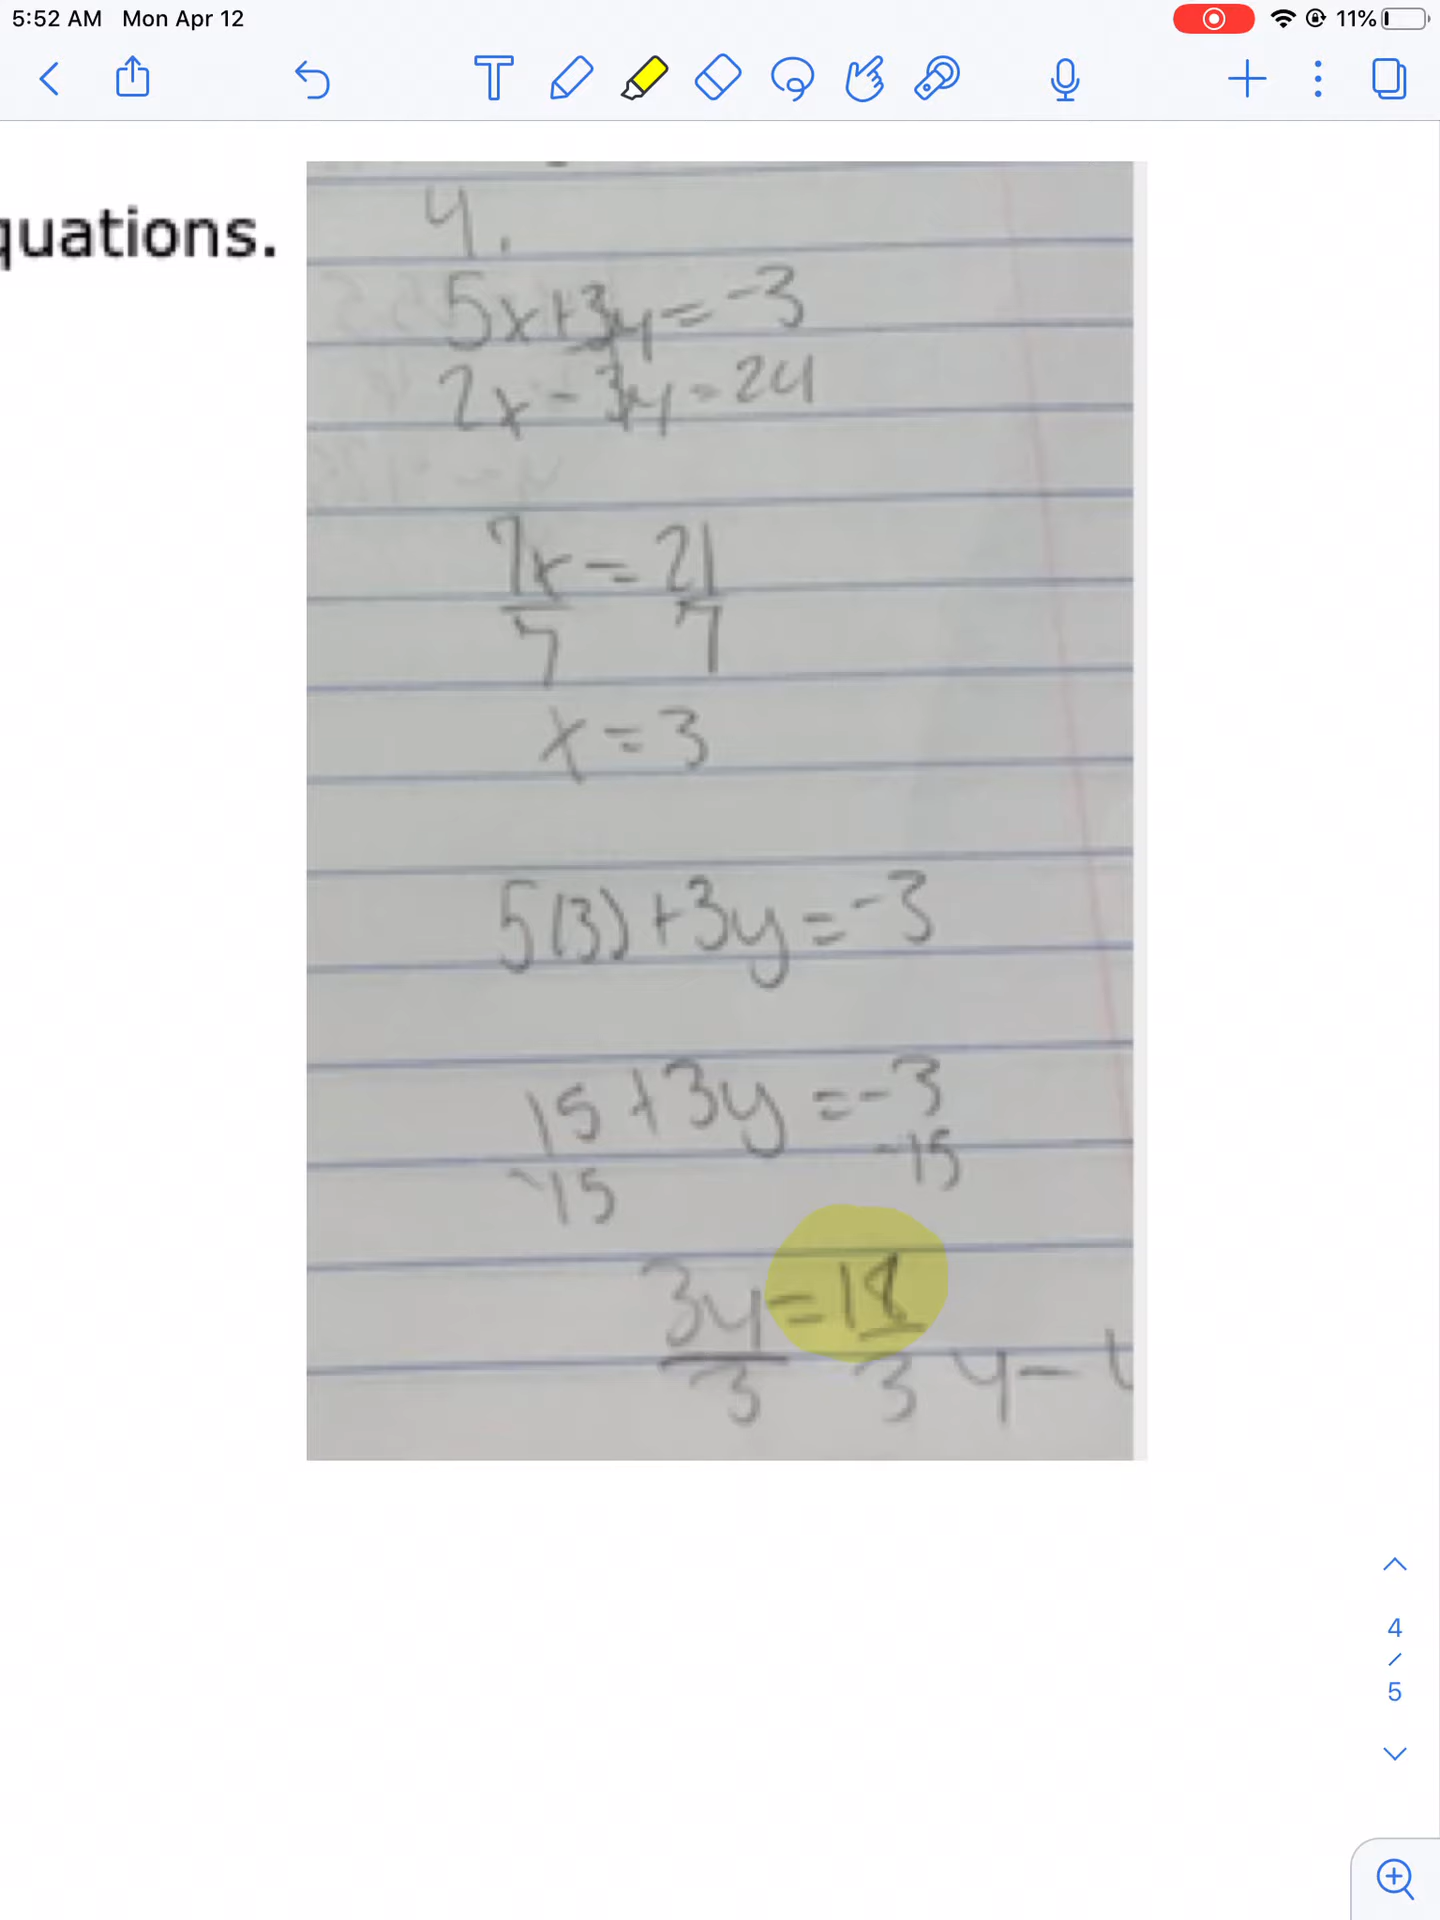 5:52 AM Mon Apr 12
11%
quations.
4.
5x+3y=-3
2x-3y=24
7x=21
7 7
x=3
5(3)+3y=-3
15+3y=-3
-15 -15
3y=18
3 3 y-
4
/
5